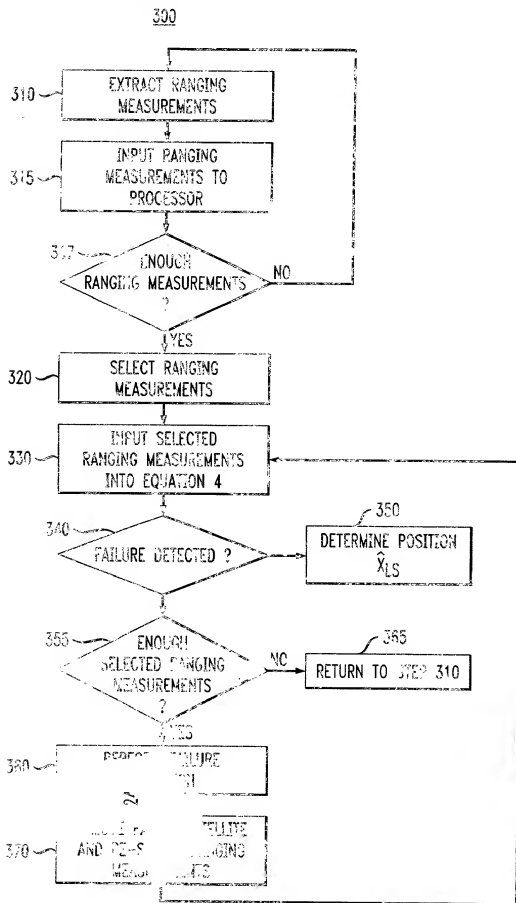 300
310
EXTRACT RANGING
MEASUREMENTS
315
INPUT RANGING
MEASUREMENTS TO
PROCESSOR
317
ENOUGH
RANGING MEASUREMENTS
?
NO
YES
320
SELECT RANGING
MEASUREMENTS
330
INPUT SELECTED
RANGING MEASUREMENTS
INTO EQUATION 4
340
FAILURE DETECTED ?
350
DETERMINE POSITION
X̂LS
355
ENOUGH
SELECTED RANGING
MEASUREMENTS
?
NO
365
RETURN TO STEP 310
YES
360
FAILURE
370
AND